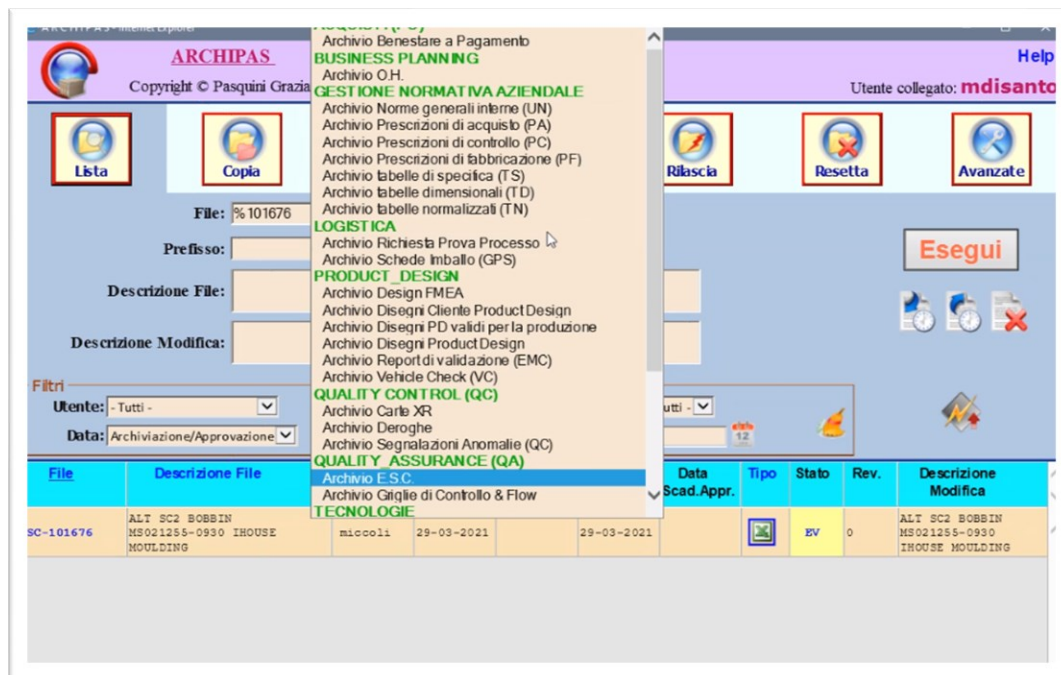 ARCHIPAS - Internet Explorer
ARCHIPAS
Help
Copyright © Pasquini Grazia
Utente collegato: mdisanto
Lista
Copia
Rilascia
Resetta
Avanzate
File: %101676
Prefisso:
Descrizione File:
Descrizione Modifica:
Esegui
Archivio Benestare a Pagamento
BUSINESS PLANNING
Archivio O.H.
GESTIONE NORMATIVA AZIENDALE
Archivio Norme generali interne (UN)
Archivio Prescrizioni di acquisto (PA)
Archivio Prescrizioni di controllo (PC)
Archivio Prescrizioni di fabbricazione (PF)
Archivio tabelle di specifica (TS)
Archivio tabelle dimensionali (TD)
Archivio tabelle normalizzati (TN)
LOGISTICA
Archivio Richiesta Prova Processo
Archivio Schede Imballo (GPS)
PRODUCT_DESIGN
Archivio Design FMEA
Archivio Disegni Cliente Product Design
Archivio Disegni PD validi per la produzione
Archivio Disegni Product Design
Archivio Report di validazione (EMC)
Archivio Vehicle Check (VC)
QUALITY CONTROL (QC)
Archivio Carte XR
Archivio Deroghe
Archivio Segnalazioni Anomalie (QC)
QUALITY_ASSURANCE (QA)
Archivio E.S.C.
Archivio Griglie di Controllo & Flow
TECNOLOGIE
Filtri
Utente: - Tutti -
utti -
Data: Archiviazione/Approvazione
12
File Descrizione File Data Scad.Appr. Tipo Stato Rev. Descrizione Modifica
SC-101676 ALT SC2 BOBBIN MS021255-0930 IHOUSE MOULDING miccoli 29-03-2021 29-03-2021 EV 0 ALT SC2 BOBBIN MS021255-0930 IHOUSE MOULDING